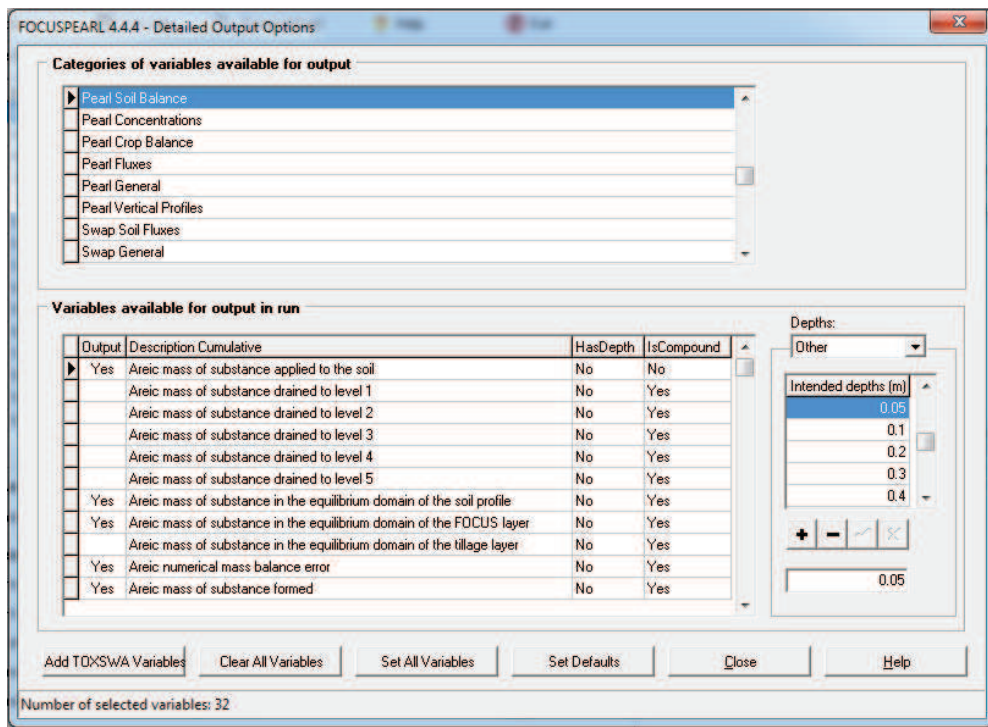 FOCUSPEARL 4.4.4 - Detailed Output Options
Categories of variables available for output
Pearl Soil Balance
Pearl Concentrations
Pearl Crop Balance
Pearl Fluxes
Pearl General
Pearl Vertical Profiles
Swap Soil Fluxes
Swap General
Variables available for output in run
Output Description Cumulative HasDepth IsCompound
Yes Areic mass of substance applied to the soil No No
Areic mass of substance drained to level 1 No Yes
Areic mass of substance drained to level 2 No Yes
Areic mass of substance drained to level 3 No Yes
Areic mass of substance drained to level 4 No Yes
Areic mass of substance drained to level 5 No Yes
Yes Areic mass of substance in the equilibrium domain of the soil profile No Yes
Yes Areic mass of substance in the equilibrium domain of the FOCUS layer No Yes
Areic mass of substance in the equilibrium domain of the tillage layer No Yes
Yes Areic numerical mass balance error No Yes
Yes Areic mass of substance formed No Yes
Depths:
Other
Intended depths (m)
0.05
0.1
0.2
0.3
0.4
0.05
Add TOXSWA Variables Clear All Variables Set All Variables Set Defaults Close Help
Number of selected variables: 32